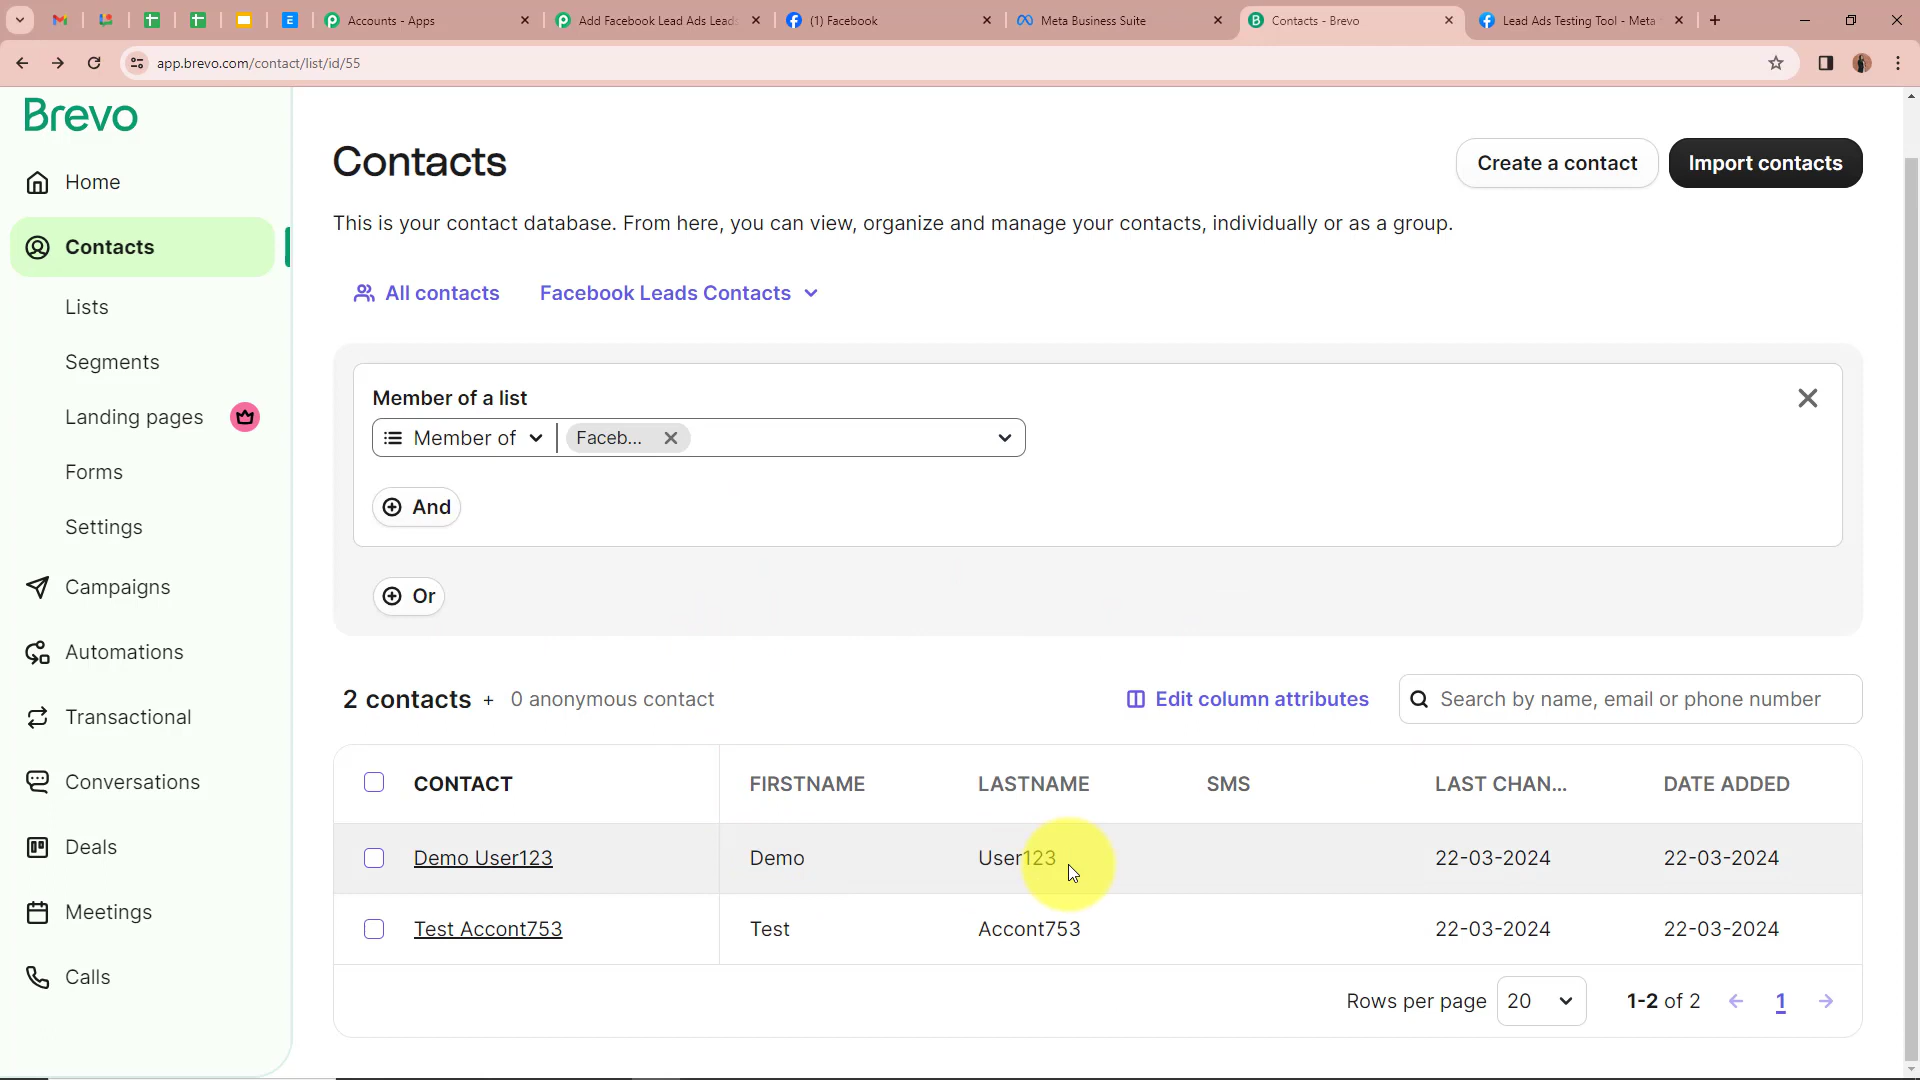 Accounts - Apps
Add Facebook Lead Ads Leads
(1) Facebook
Meta Business Suite
Contacts - Brevo
Lead Ads Testing Tool - Meta
app.brevo.com/contact/list/id/55
Brevo
Home
Contacts
Lists
Segments
Landing pages
Forms
Settings
Campaigns
Automations
Transactional
Conversations
Deals
Meetings
Calls
Contacts
Create a contact
Import contacts
This is your contact database. From here, you can view, organize and manage your contacts, individually or as a group.
All contacts
Facebook Leads Contacts
Member of a list
Member of
Faceb...
And
Or
2 contacts + 0 anonymous contact
Edit column attributes
Search by name, email or phone number
CONTACT FIRSTNAME LASTNAME SMS LAST CHAN... DATE ADDED
Demo User123 Demo User123 22-03-2024 22-03-2024
Test Accont753 Test Accont753 22-03-2024 22-03-2024
Rows per page 20 1-2 of 2 1